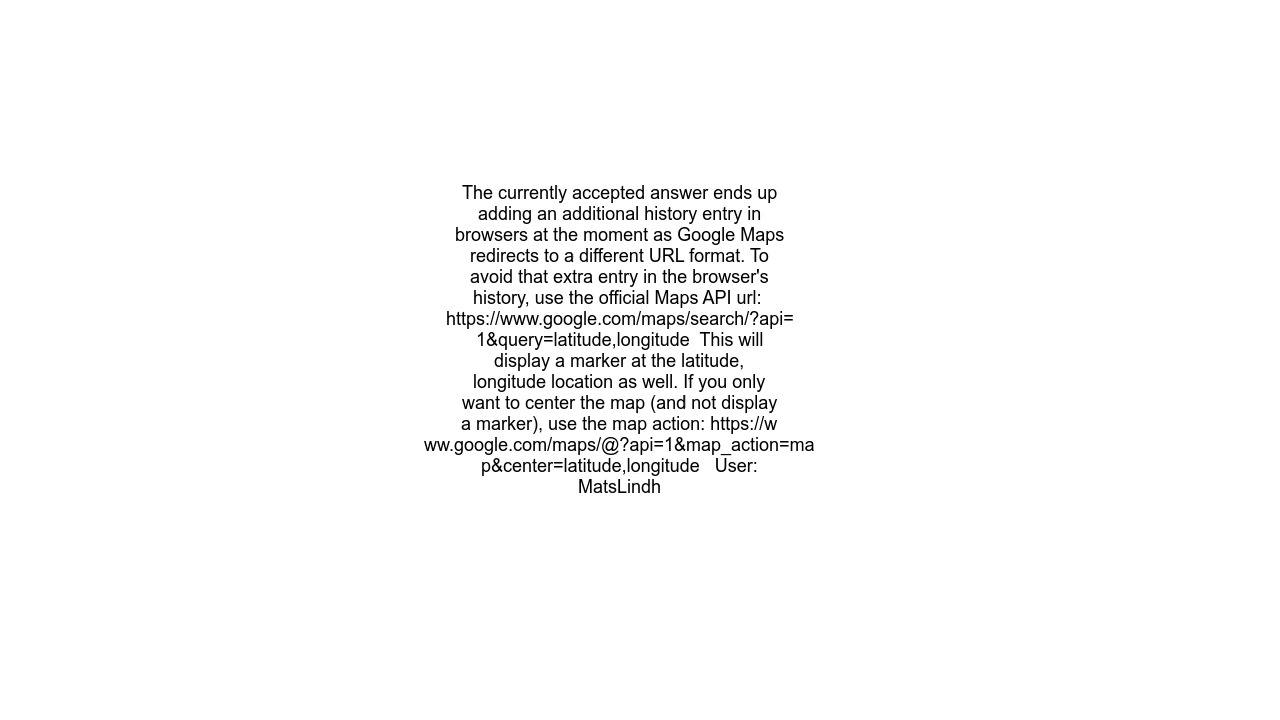 The currently accepted answer ends up
adding an additional history entry in
browsers at the moment as Google Maps
redirects to a different URL format. To
avoid that extra entry in the browser's
history, use the official Maps API url:
https://www.google.com/maps/search/?api=
1&query=latitude,longitude  This will
display a marker at the latitude,
longitude location as well. If you only
want to center the map (and not display
a marker), use the map action: https://w
ww.google.com/maps/@?api=1&map_action=ma
p&center=latitude,longitude   User:
MatsLindh